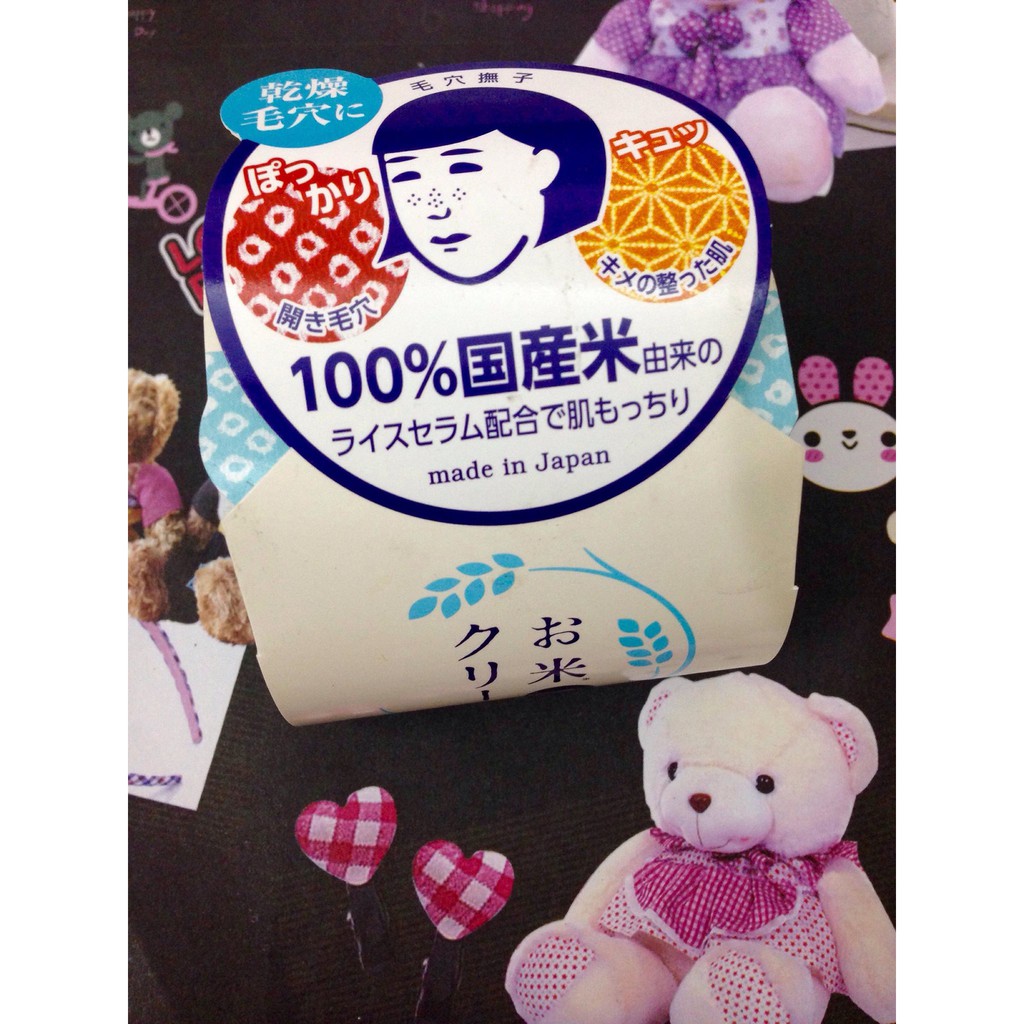 乾燥
毛穴に
毛穴撫子
ぽっ
かり
開き毛穴
キュッ
キメの整った肌
100%国産米由来の
ライスセラム配合で肌もっちり
made in Japan
お米
クリー